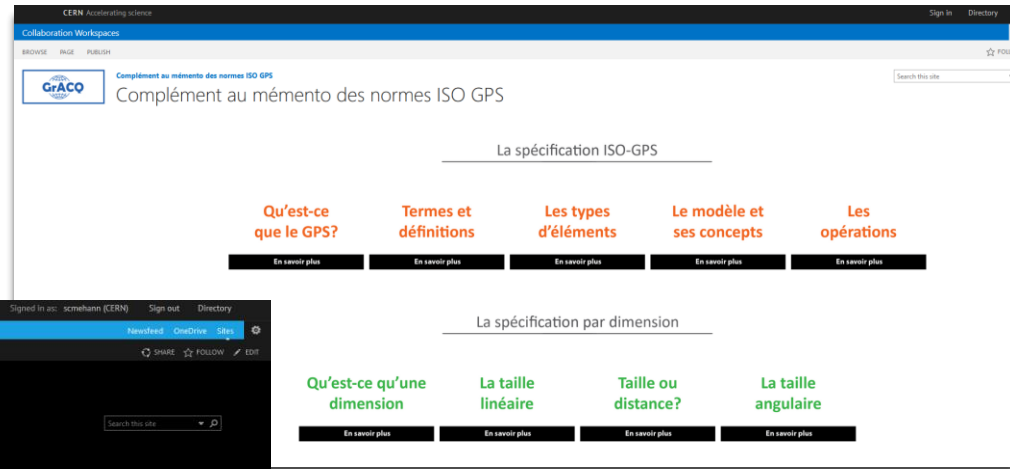 CERN Accelerating science
Sign in Directory
Collaboration Workspaces
BROWSE PAGE PUBLISH
GrACQ
Complément au mémento des normes ISO GPS
Complément au mémento des normes ISO GPS
Search this site
La spécification ISO-GPS
Qu'est-ce que le GPS?
Termes et définitions
Les types d'éléments
Le modèle et ses concepts
Les opérations
En savoir plus En savoir plus En savoir plus En savoir plus En savoir plus
Signed in as: scmehann (CERN) Sign out Directory
Newsfeed OneDrive Sites
SHARE FOLLOW EDIT
Search this site
La spécification par dimension
Qu'est-ce qu'une dimension
La taille linéaire
Taille ou distance?
La taille angulaire
En savoir plus En savoir plus En savoir plus En savoir plus